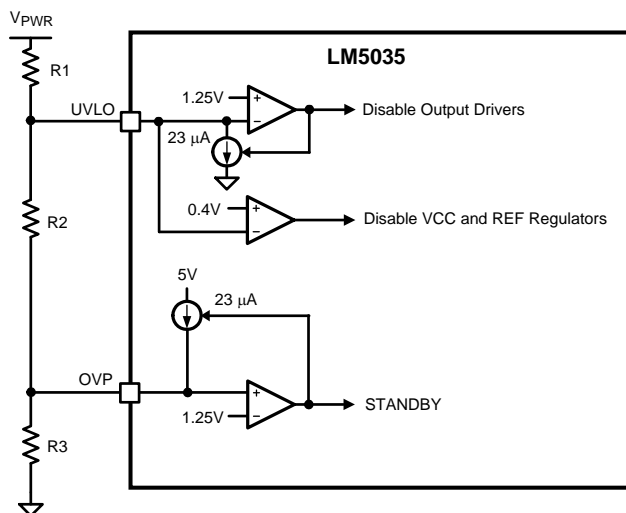 VPWR
R1
LM5035
UVLO
1.25V
+
−
Disable Output Drivers
23 μA
R2
0.4V
+
−
Disable VCC and REF Regulators
5V
23 μA
OVP
+
1.25V
−
STANDBY
R3